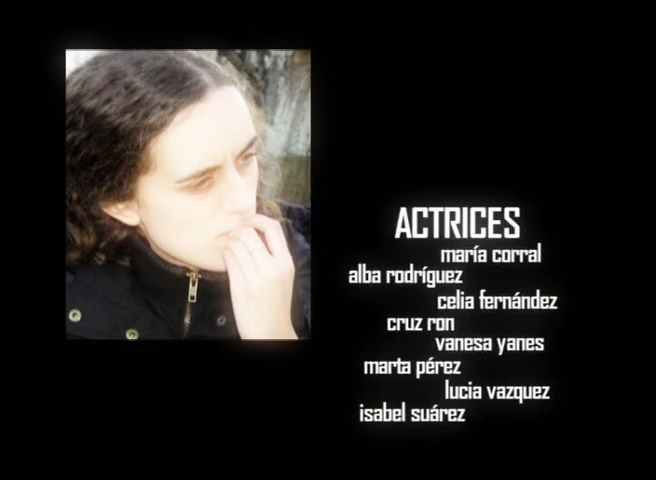 ACTRICES
maría corral
alba rodríguez
celia fernández
cruz ron
vanesa yanes
marta pérez
lucia vazquez
isabel suárez